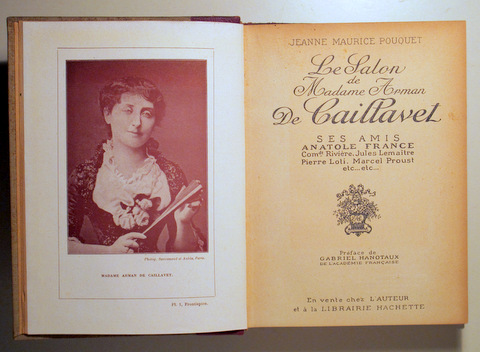 MADAME ARMAN DE CAILLAVET.
Pl. I. Frontispice.
JEANNE MAURICE POUQUET
Le Salon
de
Madame Arman
De Caillavet
SES AMIS
ANATOLE FRANCE
Comdt Rivière, Jules Lemaître
Pierre Loti, Marcel Proust
etc... etc...
Préface de
GABRIEL HANOTAUX
DE L'ACADÉMIE FRANÇAISE
En vente chez L'AUTEUR
et à la LIBRAIRIE HACHETTE